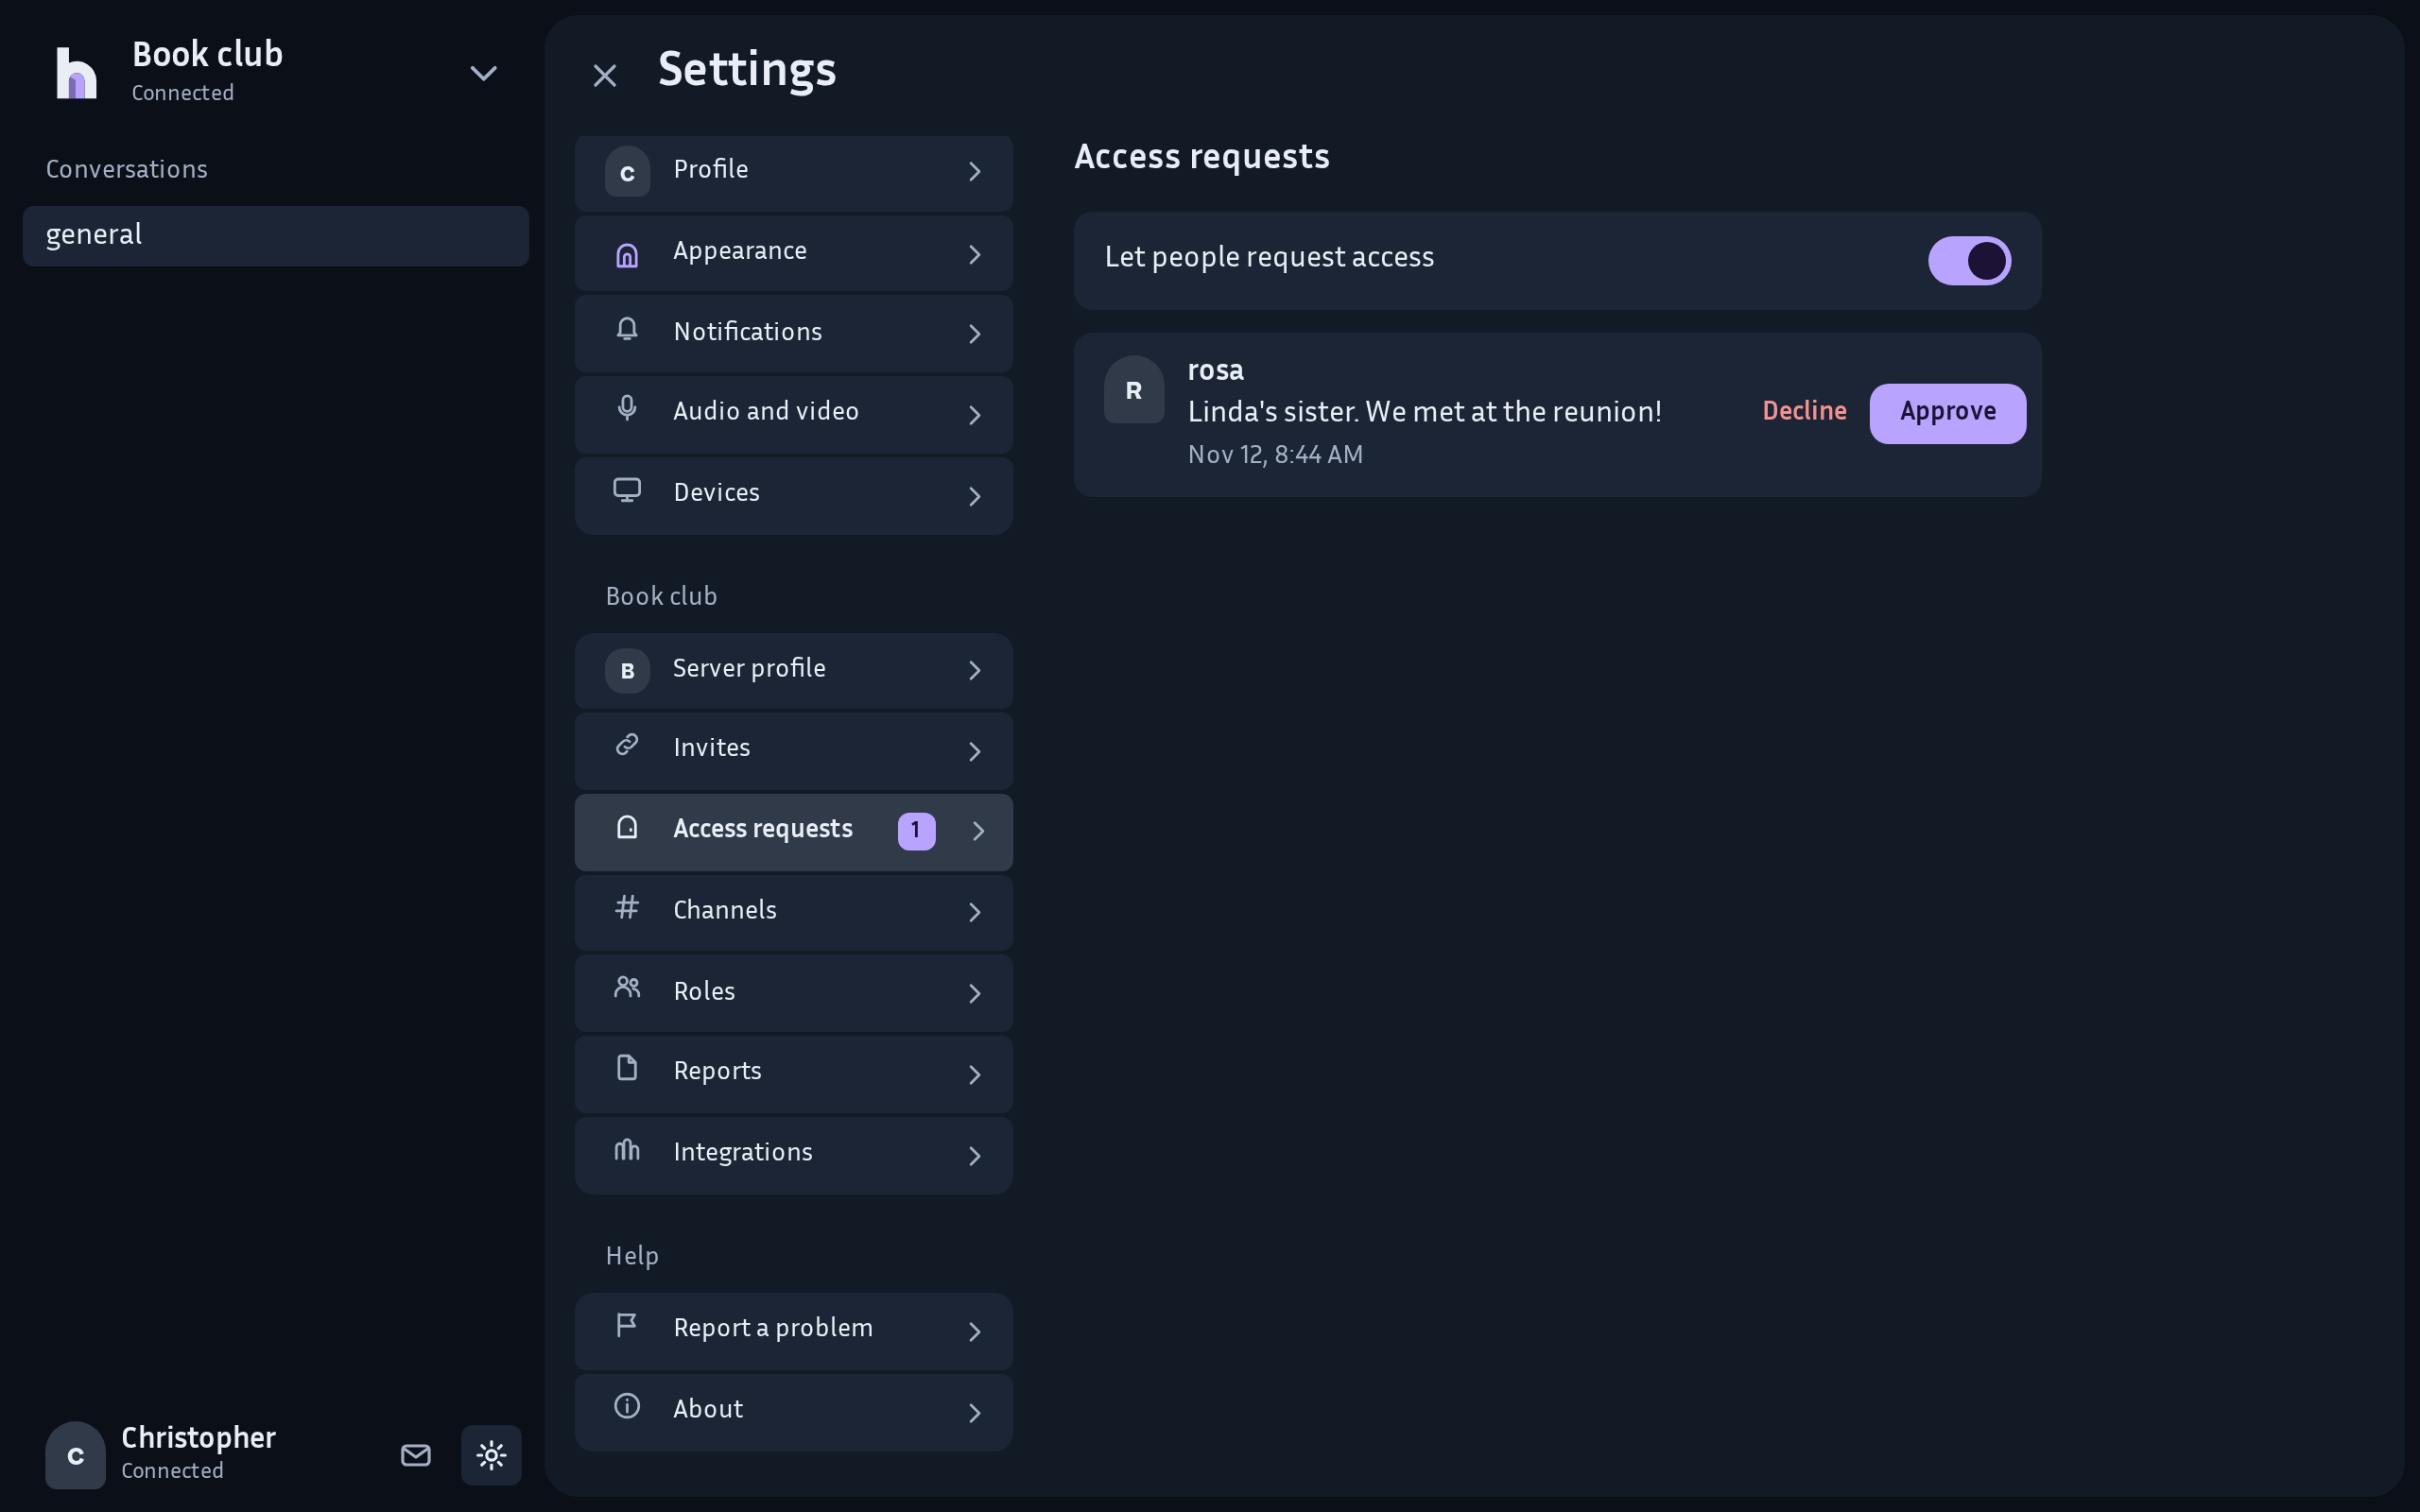 Book club
Connected
Conversations
general
C
Christopher
Connected
Settings
C
Profile
Appearance
Notifications
Audio and video
Devices
Book club
B
Server profile
Invites
Access requests
1
Channels
Roles
Reports
Integrations
Help
Report a problem
About
Access requests
Let people request access
R
rosa
Linda's sister. We met at the reunion!
Nov 12, 8:44 AM
Decline
Approve